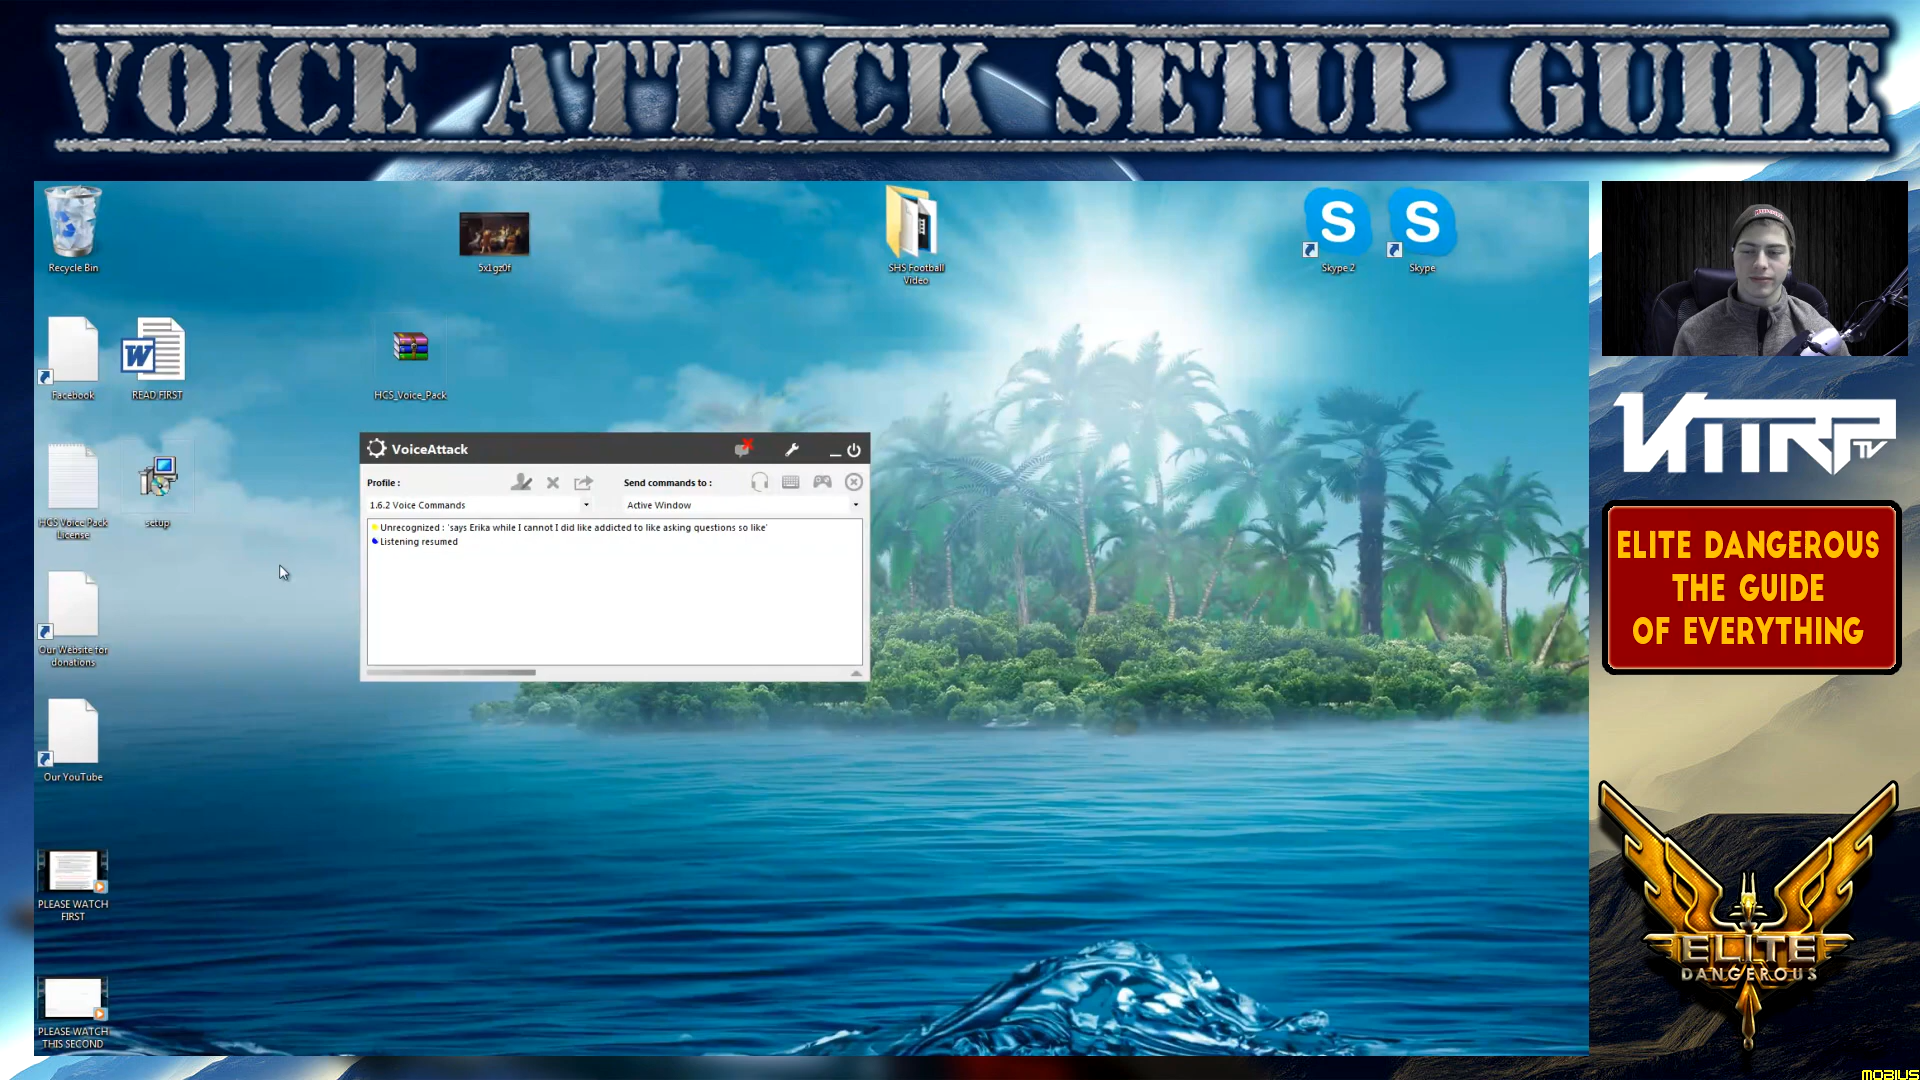 VOICE ATTACK SETUP GUIDE
Recycle Bin
5x1gz0f
SHS Football
Video
S
Skype 2
S
Skype
Facebook
W
READ FIRST
HCS_Voice_Pack
HCS Voice Pack
License
setup
VoiceAttack
Profile :
Send commands to :
1.6.2 Voice Commands
Active Window
Unrecognized : 'says Erika while I cannot I did like addicted to like asking questions so like'
Listening resumed
Our Website for
donations
Our YouTube
PLEASE WATCH
FIRST
PLEASE WATCH
THIS SECOND
TV
ELITE DANGEROUS
THE GUIDE
OF EVERYTHING
ELITE
DANGEROUS
MOBIUS